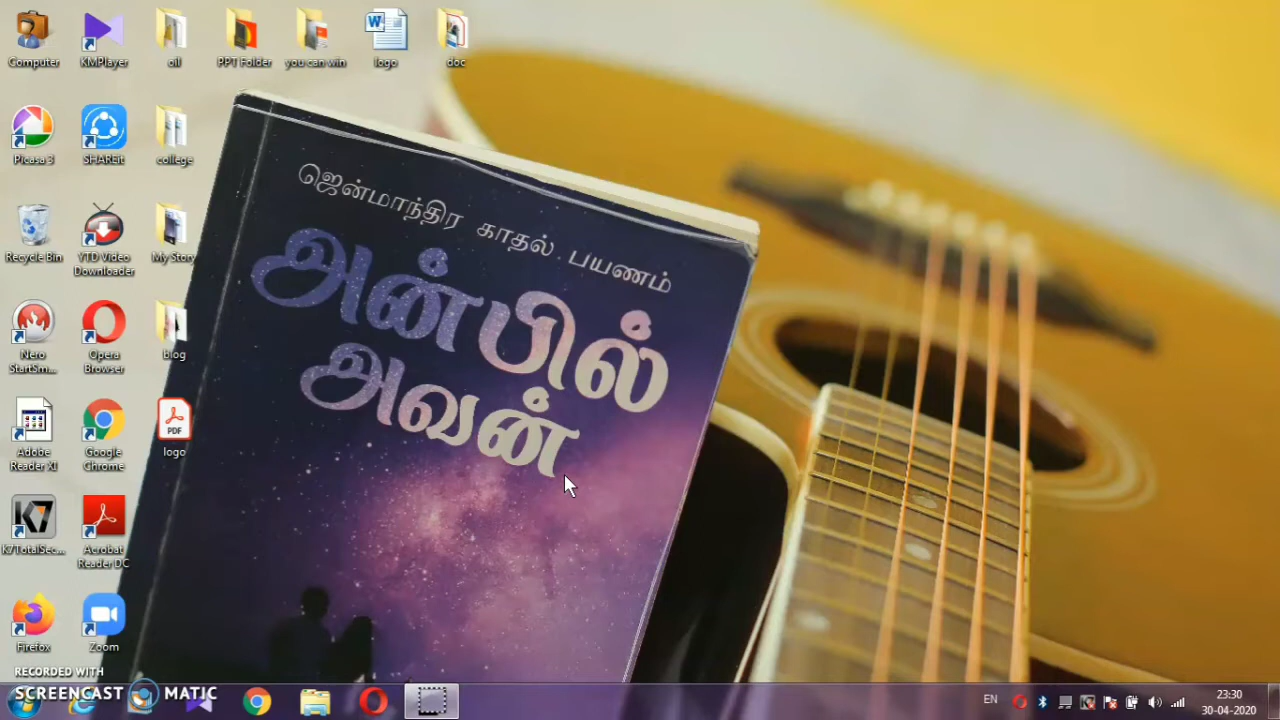 Computer
KMPlayer
oil
PPT Folder
you can win
logo
doc
Picasa 3
SHAREit
college
Recycle Bin
YTD Video
Downloader
My Story
Nero
StartSm...
Opera
Browser
blog
Adobe
Reader XI
Google
Chrome
PDF
logo
K7
K7TotalSec...
Acrobat
Reader DC
Firefox
Zoom
ஜென்மாந்திர காதல் பயணம்
அன்பில்
அவன்
RECORDED WITH
SCREENCAST MATIC
EN
23:30
30-04-2020